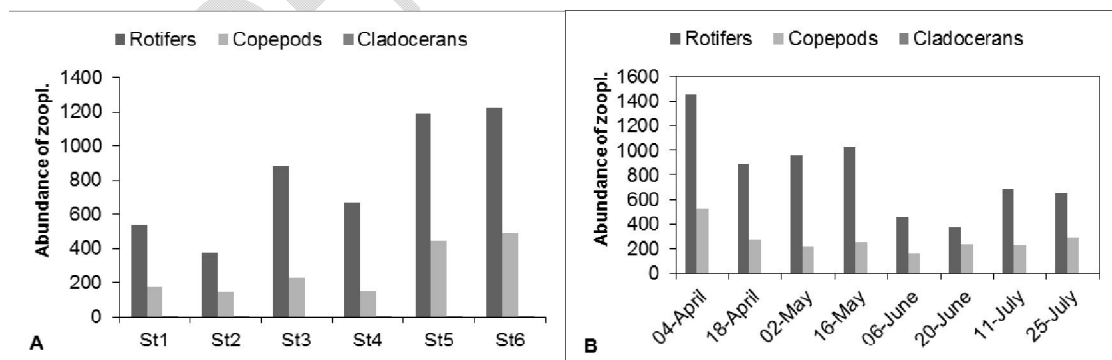 Rotifers Copepods Cladocerans
Abundance of zoopl.
1400
1200
1000
800
600
400
200
0
St1 St2 St3 St4 St5 St6
A
Rotifers Copepods Cladocerans
Abundance of zoopl.
1600
1400
1200
1000
800
600
400
200
0
04-April 18-April 02-May 16-May 06-June 20-June 11-July 25-July
B